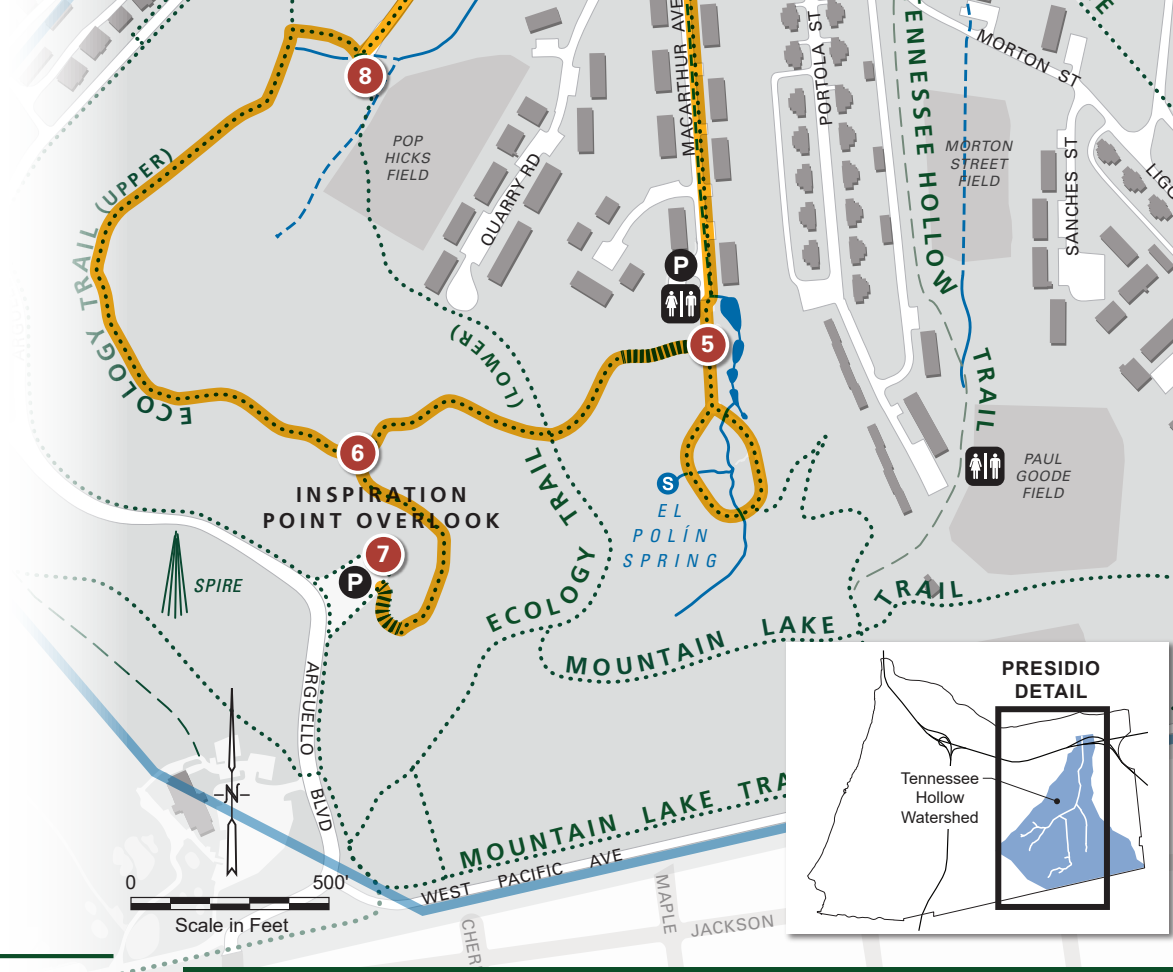 8
POP
HICKS
FIELD
QUARRY RD
MACARTHUR AVE
PORTOLA ST
ENNESSEE HOLLOW
TRAIL
MORTON ST
MORTON
STREET
FIELD
SANCHES ST
E
ECOLOGY TRAIL (UPPER)
P
5
ECOLOGY TRAIL (LOWER)
6
INSPIRATION
POINT OVERLOOK
7
P
S
EL
POLÍN
SPRING
PAUL
GOODE
FIELD
SPIRE
MOUNTAIN LAKE TRAIL
ARGUELLO BLVD
N
MOUNTAIN LAKE TRA
WEST PACIFIC AVE
0 500'
Scale in Feet
MAPLE
JACKSON
CHER
PRESIDIO
DETAIL
Tennessee
Hollow
Watershed